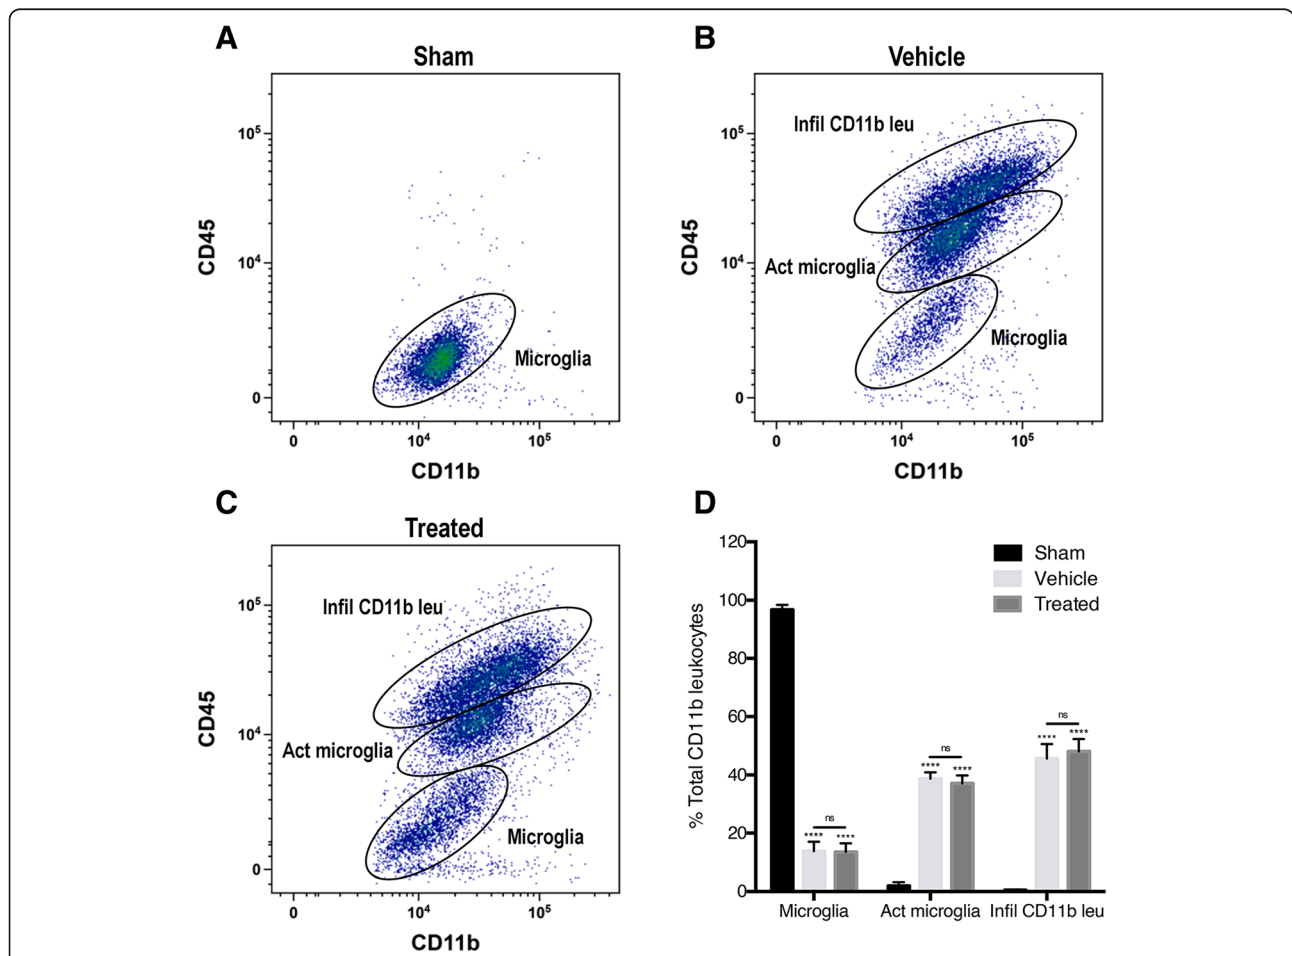 A
Sham
CD45
10⁵
10⁴
0
Microglia
0
10⁴
10⁵
CD11b
B
Vehicle
CD45
10⁵
10⁴
0
Infil CD11b leu
Act microglia
Microglia
0
10⁴
10⁵
CD11b
C
Treated
CD45
10⁵
10⁴
0
Infil CD11b leu
Act microglia
Microglia
0
10⁴
10⁵
CD11b
D
% Total CD11b leukocytes
120
100
80
60
40
20
0
Sham
Vehicle
Treated
ns
**** ****
ns
**** ****
ns
**** ****
Microglia
Act microglia
Infil CD11b leu